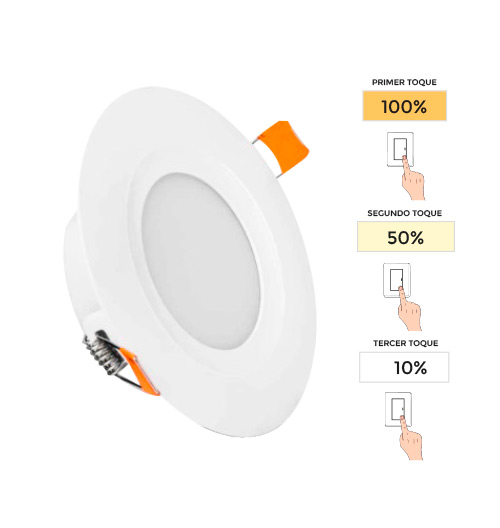 PRIMER TOQUE
100%
SEGUNDO TOQUE
50%
TERCER TOQUE
10%